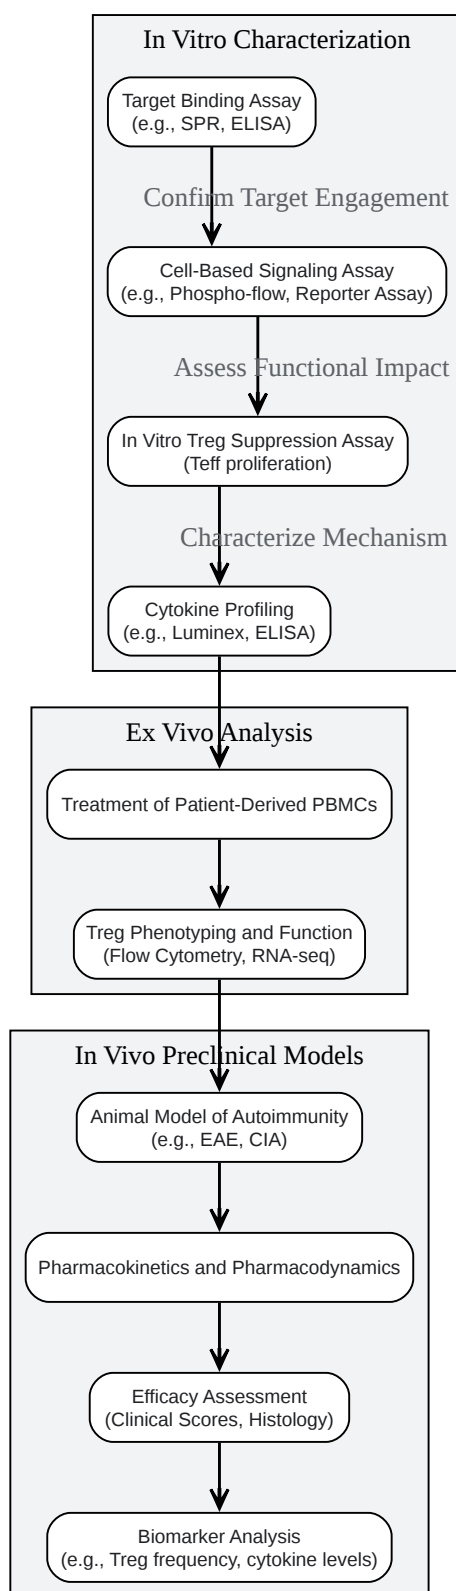 In Vitro Characterization
Target Binding Assay
(e.g., SPR, ELISA)
Confirm Target Engagement
Cell-Based Signaling Assay
(e.g., Phospho-flow, Reporter Assay)
Assess Functional Impact
In Vitro Treg Suppression Assay
(Teff proliferation)
Characterize Mechanism
Cytokine Profiling
(e.g., Luminex, ELISA)
Ex Vivo Analysis
Treatment of Patient-Derived PBMCs
Treg Phenotyping and Function
(Flow Cytometry, RNA-seq)
In Vivo Preclinical Models
Animal Model of Autoimmunity
(e.g., EAE, CIA)
Pharmacokinetics and Pharmacodynamics
Efficacy Assessment
(Clinical Scores, Histology)
Biomarker Analysis
(e.g., Treg frequency, cytokine levels)